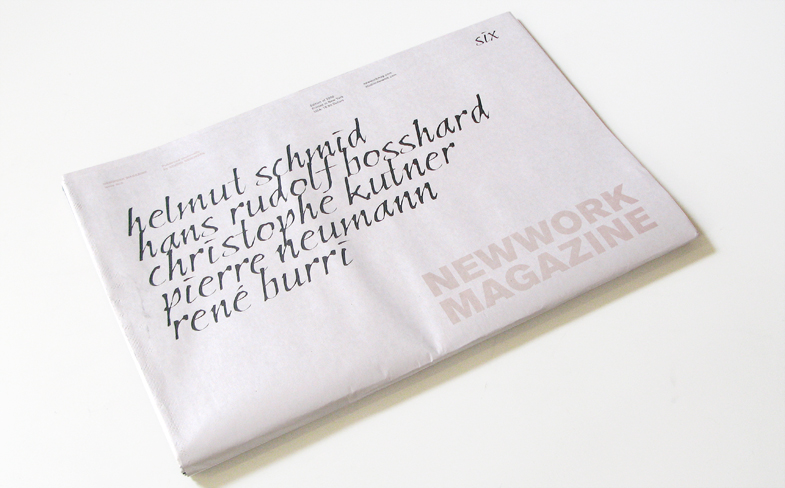 six
helmut schmid
hans rudolf bosshard
christophe kutner
pierre neumann
rené burri
NEWWORK
MAGAZINE